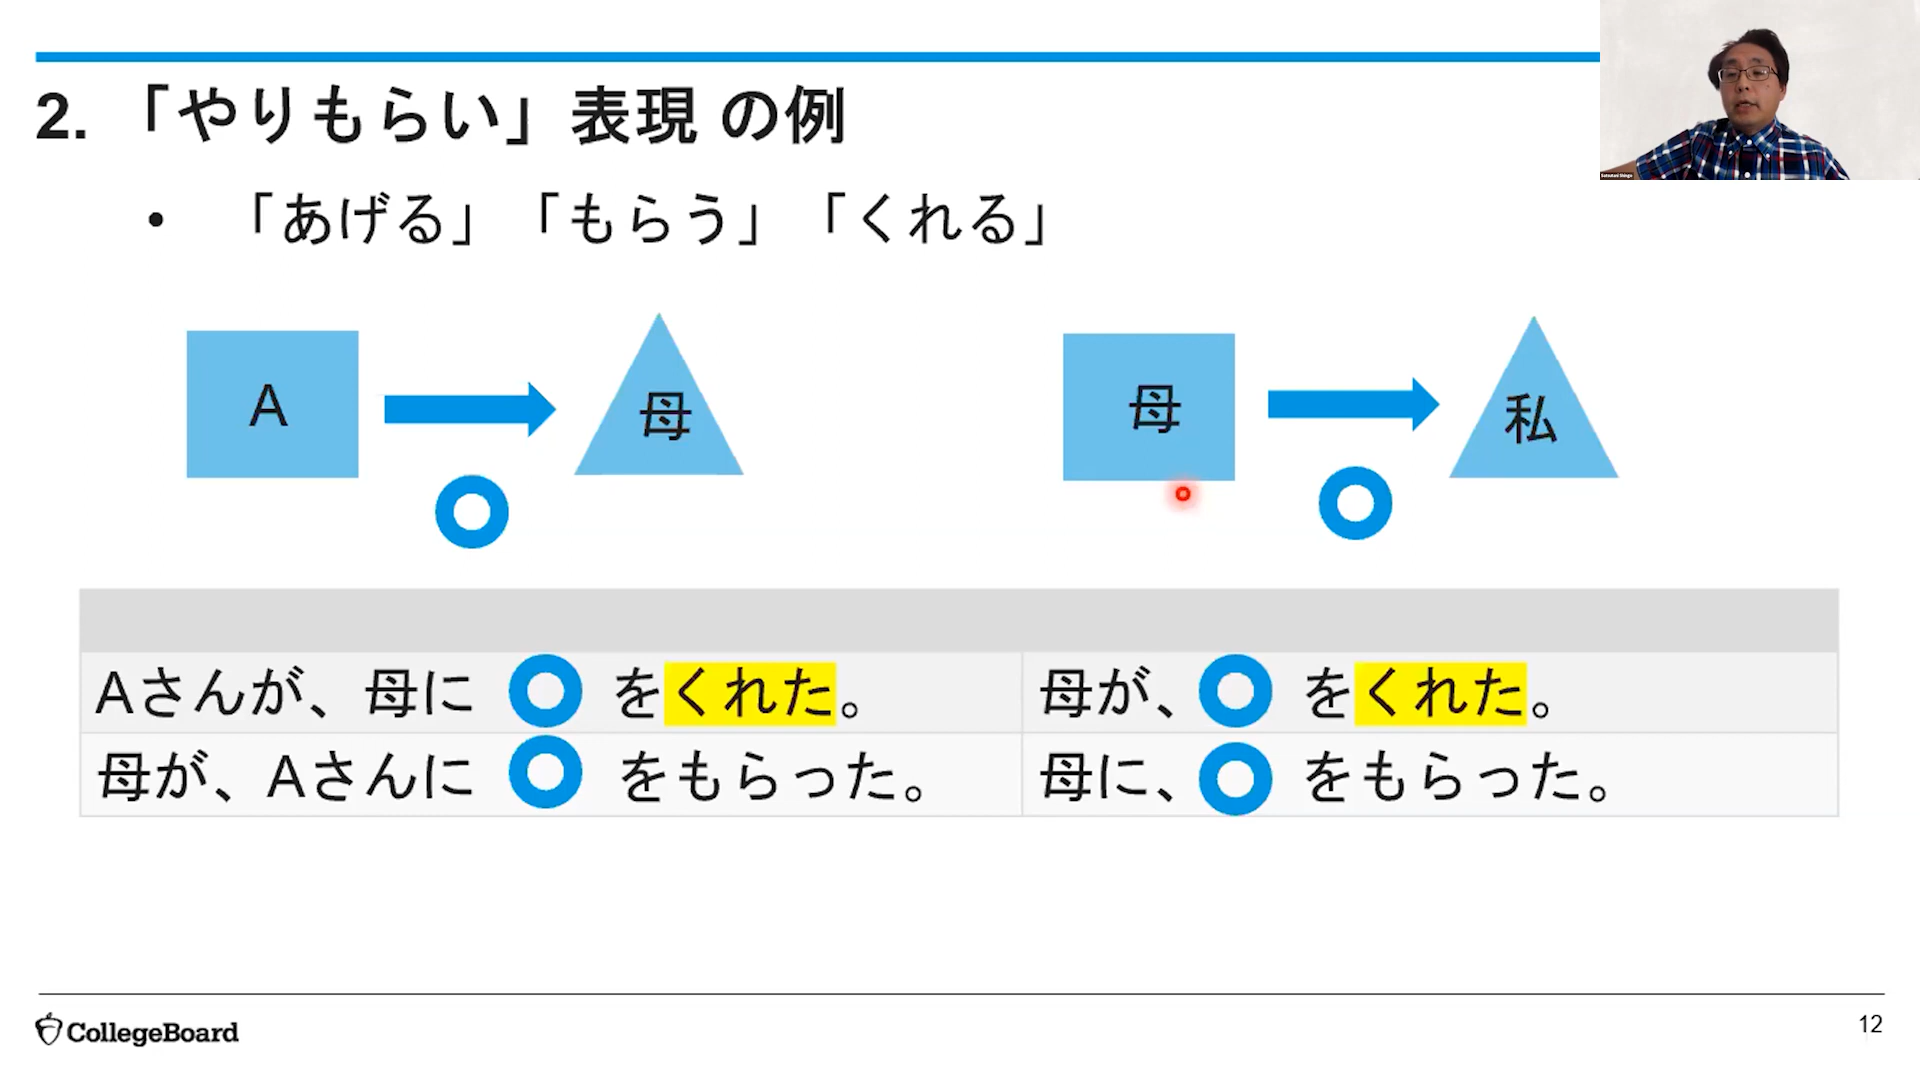 2. 「やりもらい」表現 の例
• 「あげる」「もらう」「くれる」
A
母
母
私
Aさんが、母に ○ をくれた。
母が、○ をくれた。
母が、Aさんに ○ をもらった。
母に、○ をもらった。
CollegeBoard
12